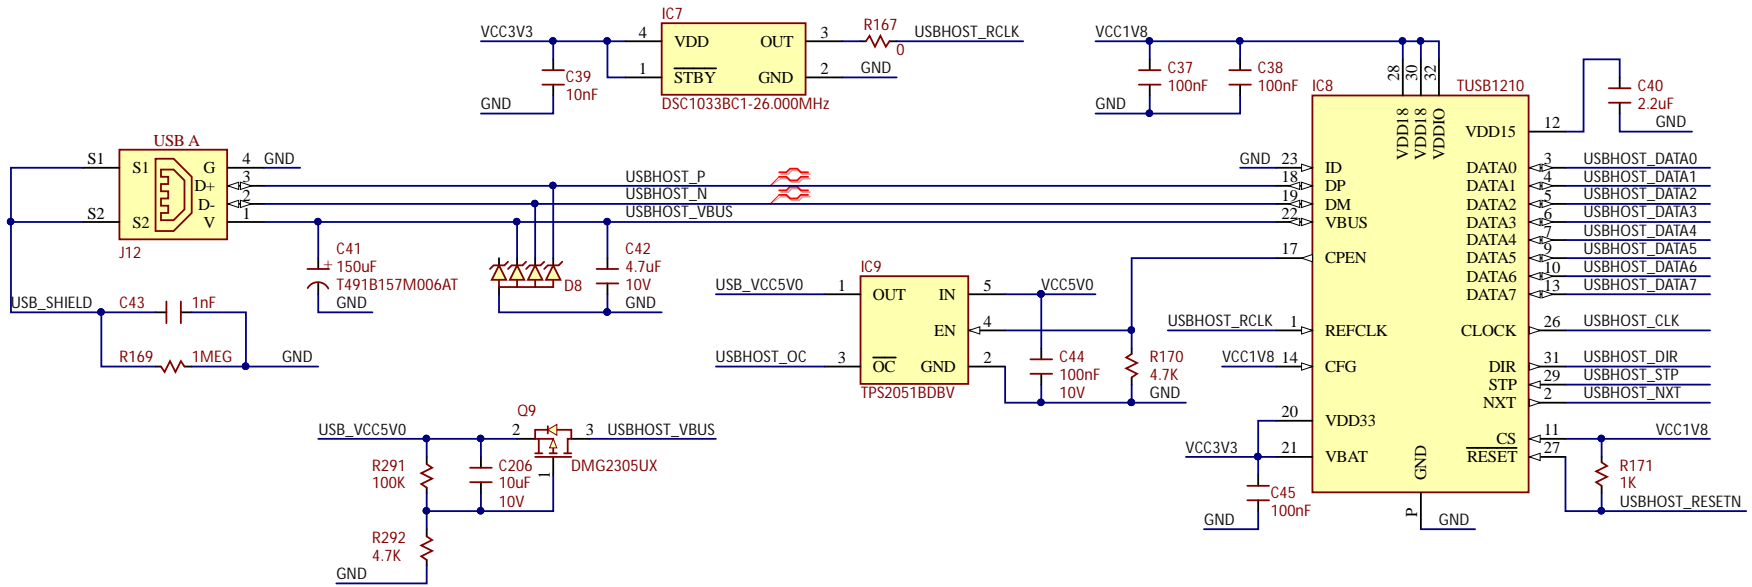 IC7
VCC3V3
4
VDD
OUT
3
R167
0
USBHOST_RCLK
1
STBY
GND
2
GND
C39
10nF
GND
DSC1033BC1-26.000MHz
VCC1V8
C37
100nF
C38
100nF
GND
28
30
32
IC8
TUSB1210
VDD18
VDD18
VDDIO
VDD15
12
C40
2.2uF
GND
USB A
S1
S1
G
4
GND
D+
3
D-
2
S2
S2
V
1
J12
USBHOST_P
USBHOST_N
USBHOST_VBUS
GND
23
ID
18
DP
19
DM
22
VBUS
17
CPEN
DATA0
3
USBHOST_DATA0
DATA1
4
USBHOST_DATA1
DATA2
5
USBHOST_DATA2
DATA3
6
USBHOST_DATA3
DATA4
7
USBHOST_DATA4
DATA5
9
USBHOST_DATA5
DATA6
10
USBHOST_DATA6
DATA7
13
USBHOST_DATA7
C41
+
150uF
T491B157M006AT
GND
D8
C42
4.7uF
10V
GND
USB_SHIELD
C43
1nF
R169
1MEG
GND
IC9
USB_VCC5V0
1
OUT
IN
5
VCC5V0
EN
4
USBHOST_OC
3
OC
GND
2
TPS2051BDBV
C44
100nF
10V
R170
4.7K
GND
USBHOST_RCLK
1
REFCLK
VCC1V8
14
CFG
CLOCK
26
USBHOST_CLK
DIR
31
USBHOST_DIR
STP
29
USBHOST_STP
NXT
2
USBHOST_NXT
20
VDD33
VCC3V3
21
VBAT
CS
11
VCC1V8
RESET
27
R171
1K
USBHOST_RESETN
C45
100nF
GND
GND
P
GND
Q9
USB_VCC5V0
2
3
USBHOST_VBUS
1
DMG2305UX
R291
100K
C206
10uF
10V
R292
4.7K
GND